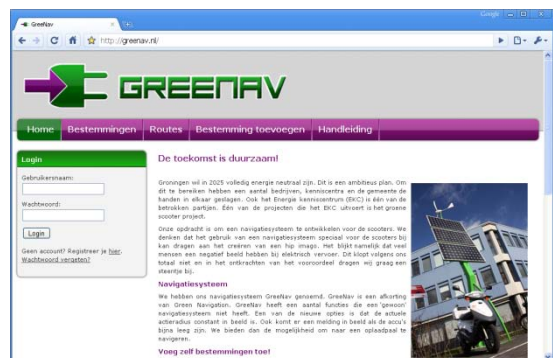 GreeNav
Google
http://greenav.nl/
GREENAV
Home Bestemmingen Routes Bestemming toevoegen Handleiding
Login
Gebruikersnaam:
Wachtwoord:
Login
Geen account? Registreer je hier.
Wachtwoord vergeten?
De toekomst is duurzaam!
Groningen wil in 2025 volledig energie neutraal zijn. Dit is een ambitieus plan. Om
dit te bereiken hebben een aantal bedrijven, kenniscentra en de gemeente de
handen in elkaar geslagen. Ook het Energie kenniscentrum (EKC) is één van de
betrokken partijen. Één van de projecten die het EKC uitvoert is het groene
scooter project.
Onze opdracht is om een navigatiesysteem te ontwikkelen voor de scooters. We
denken dat het gebruik van een navigatiesysteem speciaal voor de scooters bij
kan dragen aan het creëren van een hip imago. Het blijkt namelijk dat veel
mensen een negatief beeld hebben bij elektrisch vervoer. Dit klopt volgens ons
totaal niet en in het ontkrachten van het vooroordeel dragen wij graag een
steentje bij.
Navigatiesysteem
We hebben ons navigatiesysteem GreeNav genoemd. GreeNav is een afkorting
van Green Navigation. GreeNav heeft een aantal functies die een 'gewoon'
navigatiesysteem niet heeft. Een van de nieuwe opties is dat de actuele
actieradius constant in beeld is. Ook komt er een melding in beeld als de accu's
bijna leeg zijn. We bieden dan de mogelijkheid om naar een oplaadpaal te
navigeren.
Voeg zelf bestemmingen toe!